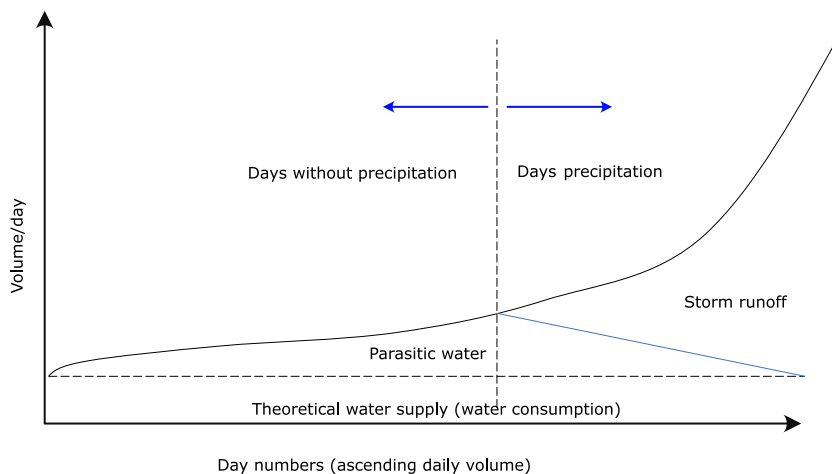 Days without precipitation
Days precipitation
Volume/day
Storm runoff
Parasitic water
Theoretical water supply (water consumption)
Day numbers (ascending daily volume)